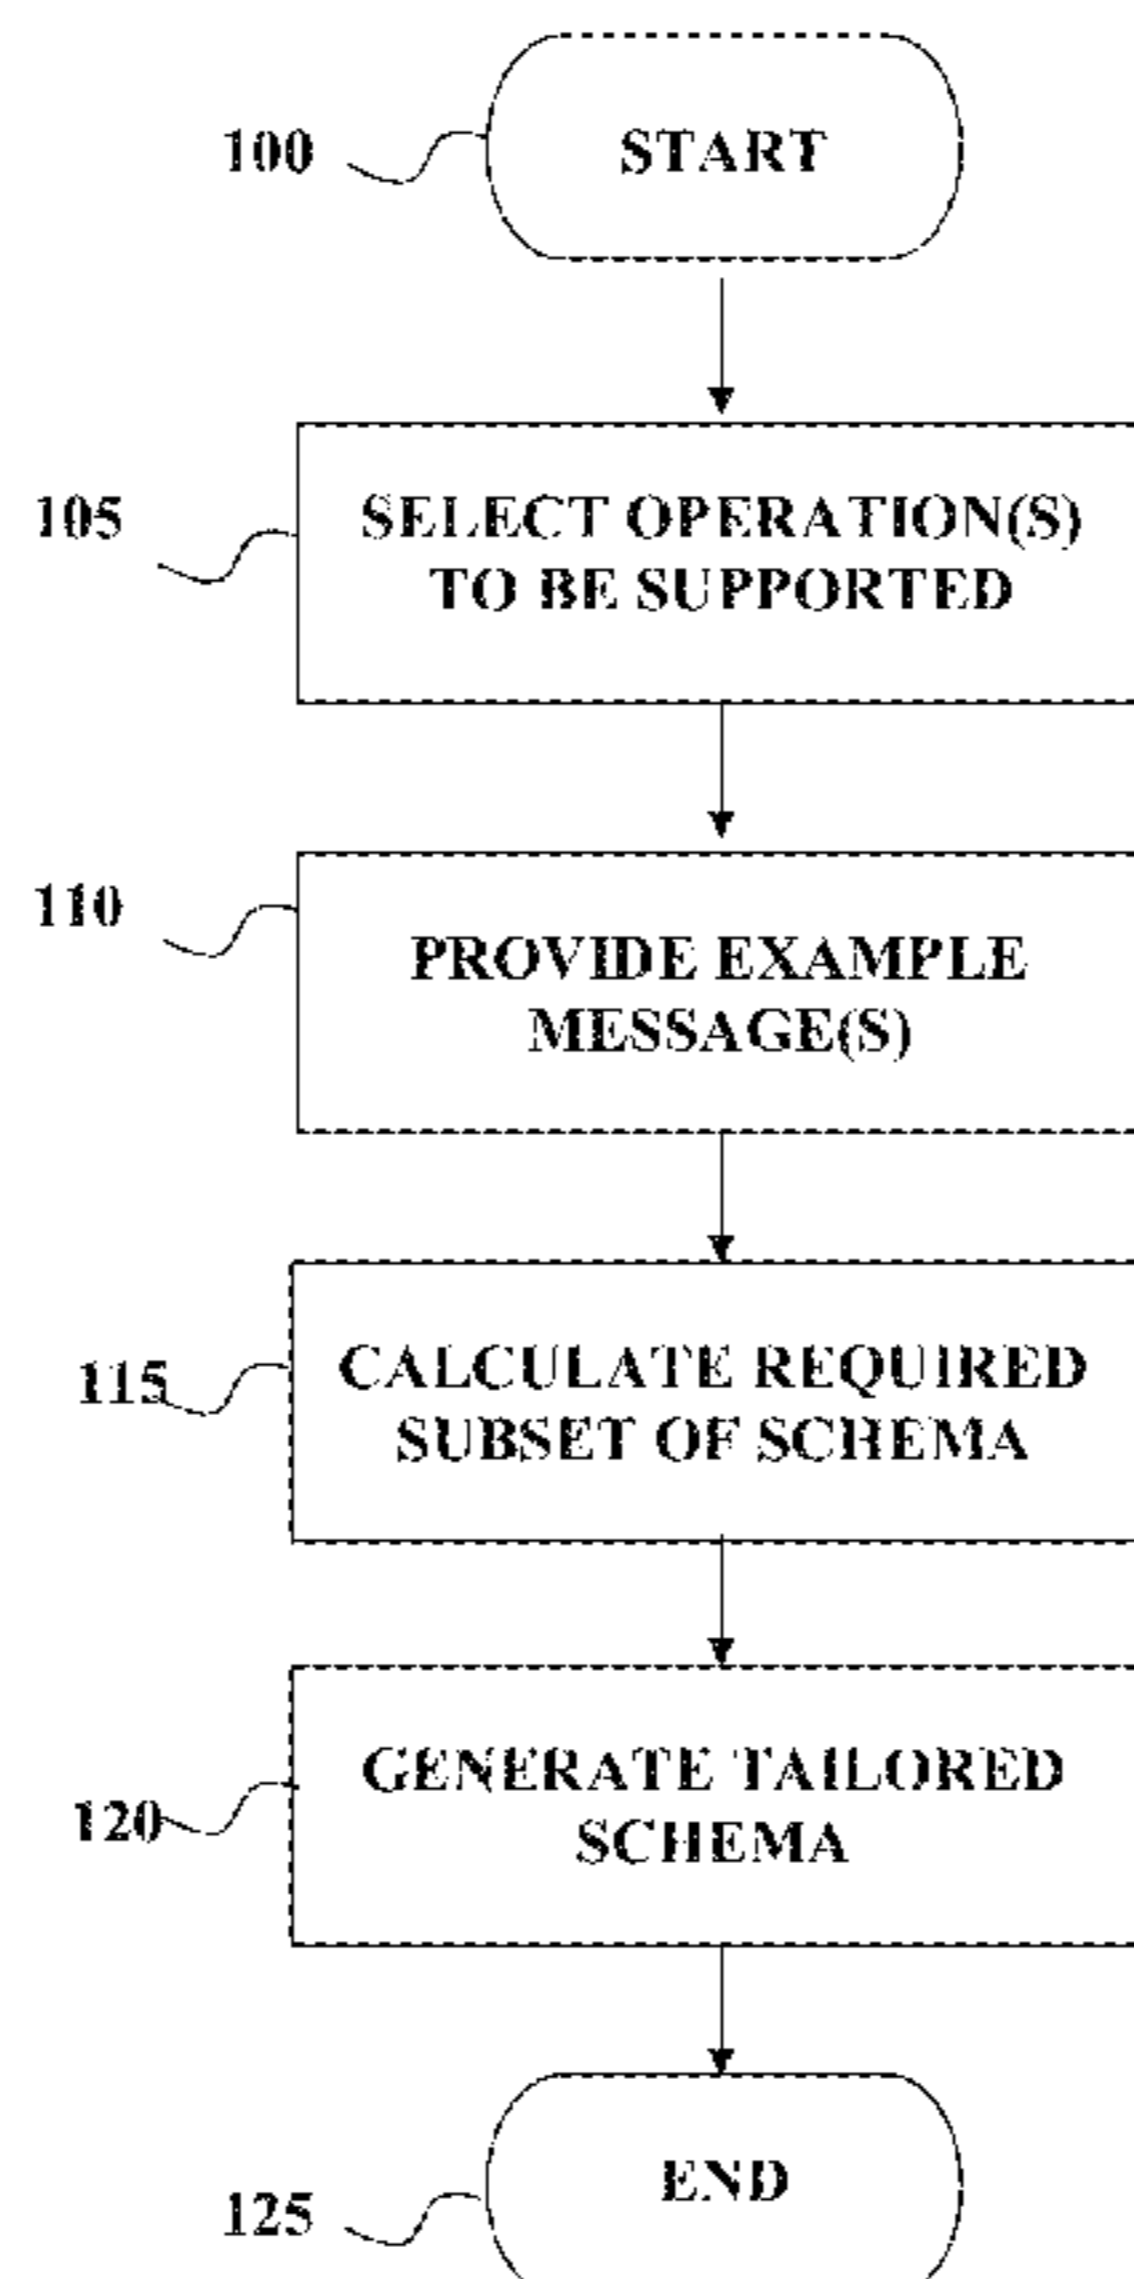 100
START
105
SELECT OPERATION(S)
TO BE SUPPORTED
110
PROVIDE EXAMPLE
MESSAGE(S)
115
CALCULATE REQUIRED
SUBSET OF SCHEMA
120
GENERATE TAILORED
SCHEMA
END
125